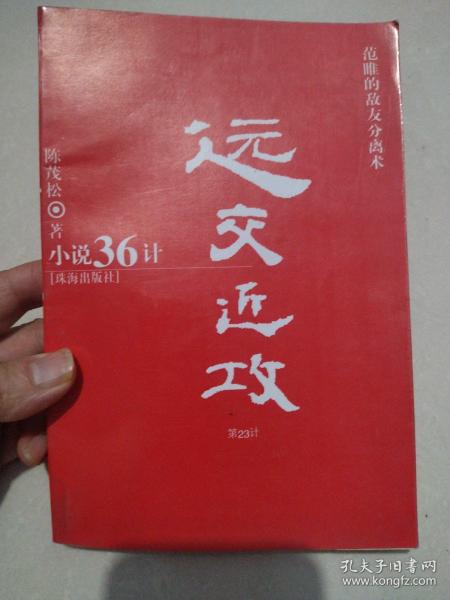 范雎的敌友分离术
远交近攻
陈茂松◎著
小说36计
[珠海出版社]
第23计
孔夫子旧书网
www.kongfz.com